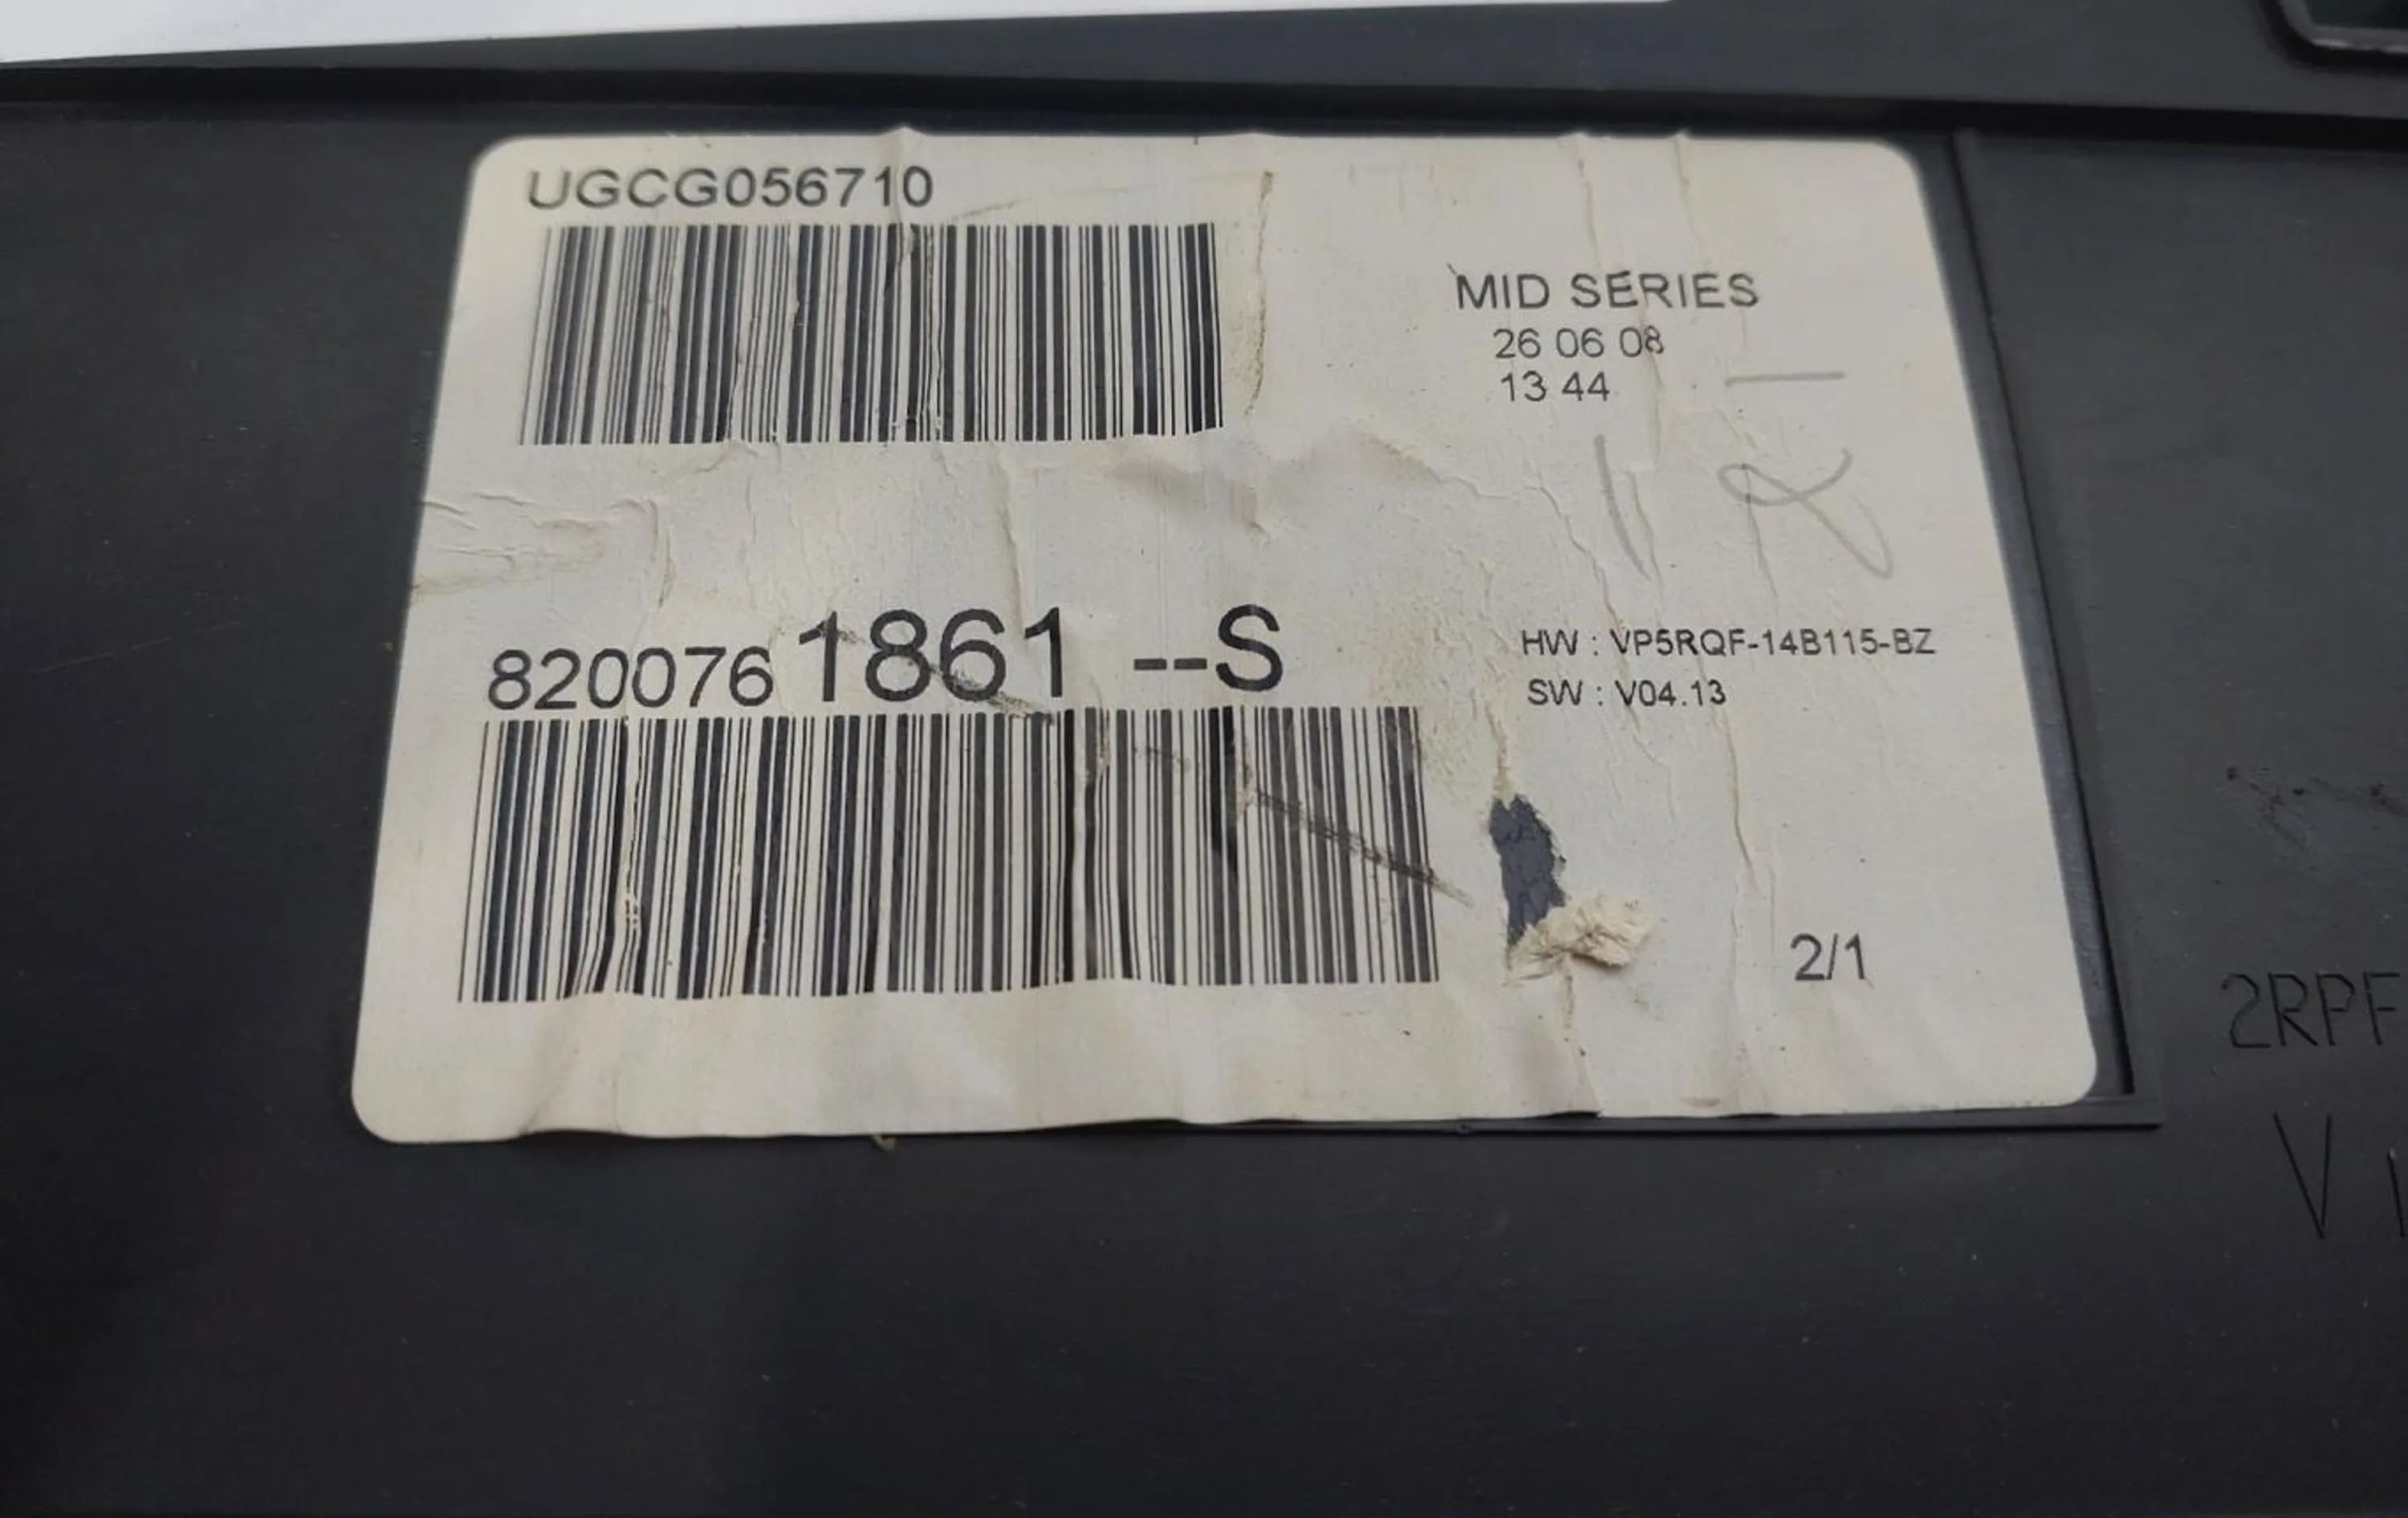 UGCG056710
MID SERIES
26 06 08
13 44
8200761861 --S
HW : VP5RQF-14B115-BZ
SW : V04.13
2/1
2RPF
V